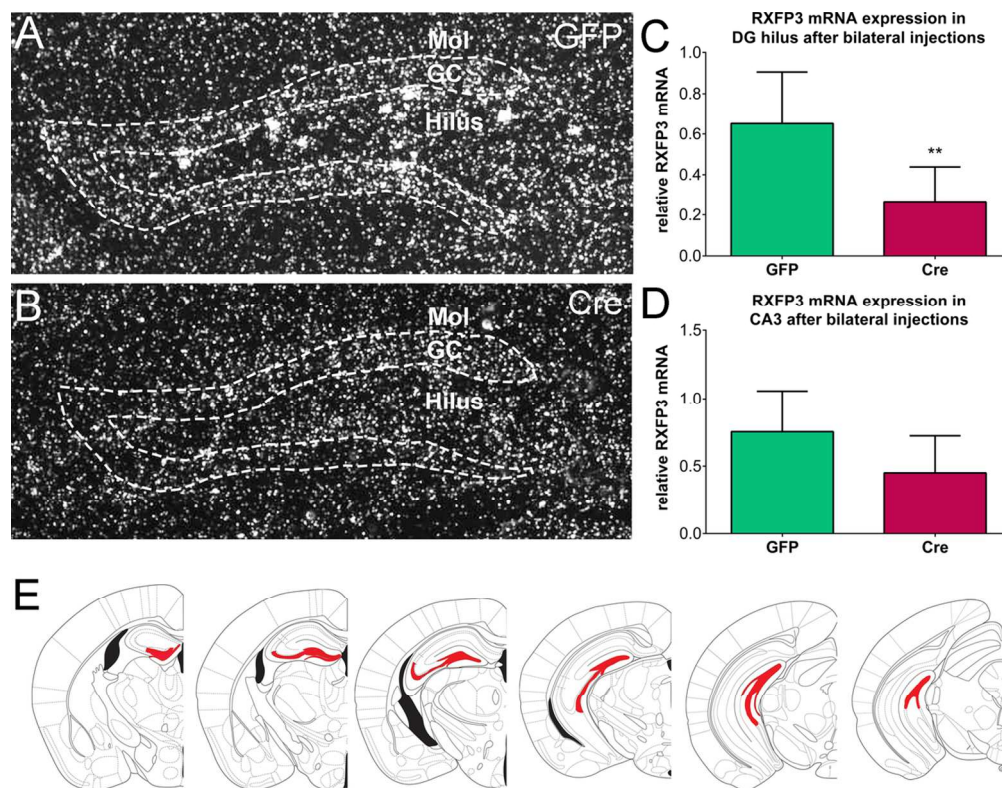 A
GFP
Mol
GC
Hilus
B
Cre
Mol
GC
Hilus
C
RXFP3 mRNA expression in
DG hilus after bilateral injections
relative RXFP3 mRNA
1.0
0.8
0.6
0.4
0.2
0.0
**
GFP
Cre
D
RXFP3 mRNA expression in
CA3 after bilateral injections
relative RXFP3 mRNA
1.5
1.0
0.5
0.0
GFP
Cre
E